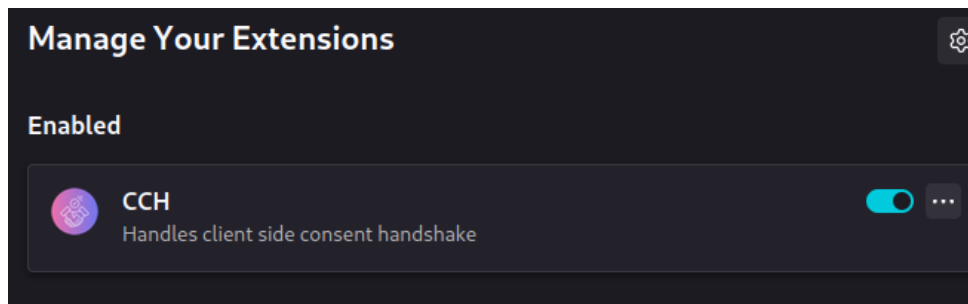 Manage Your Extensions
Enabled
CCH
Handles client side consent handshake